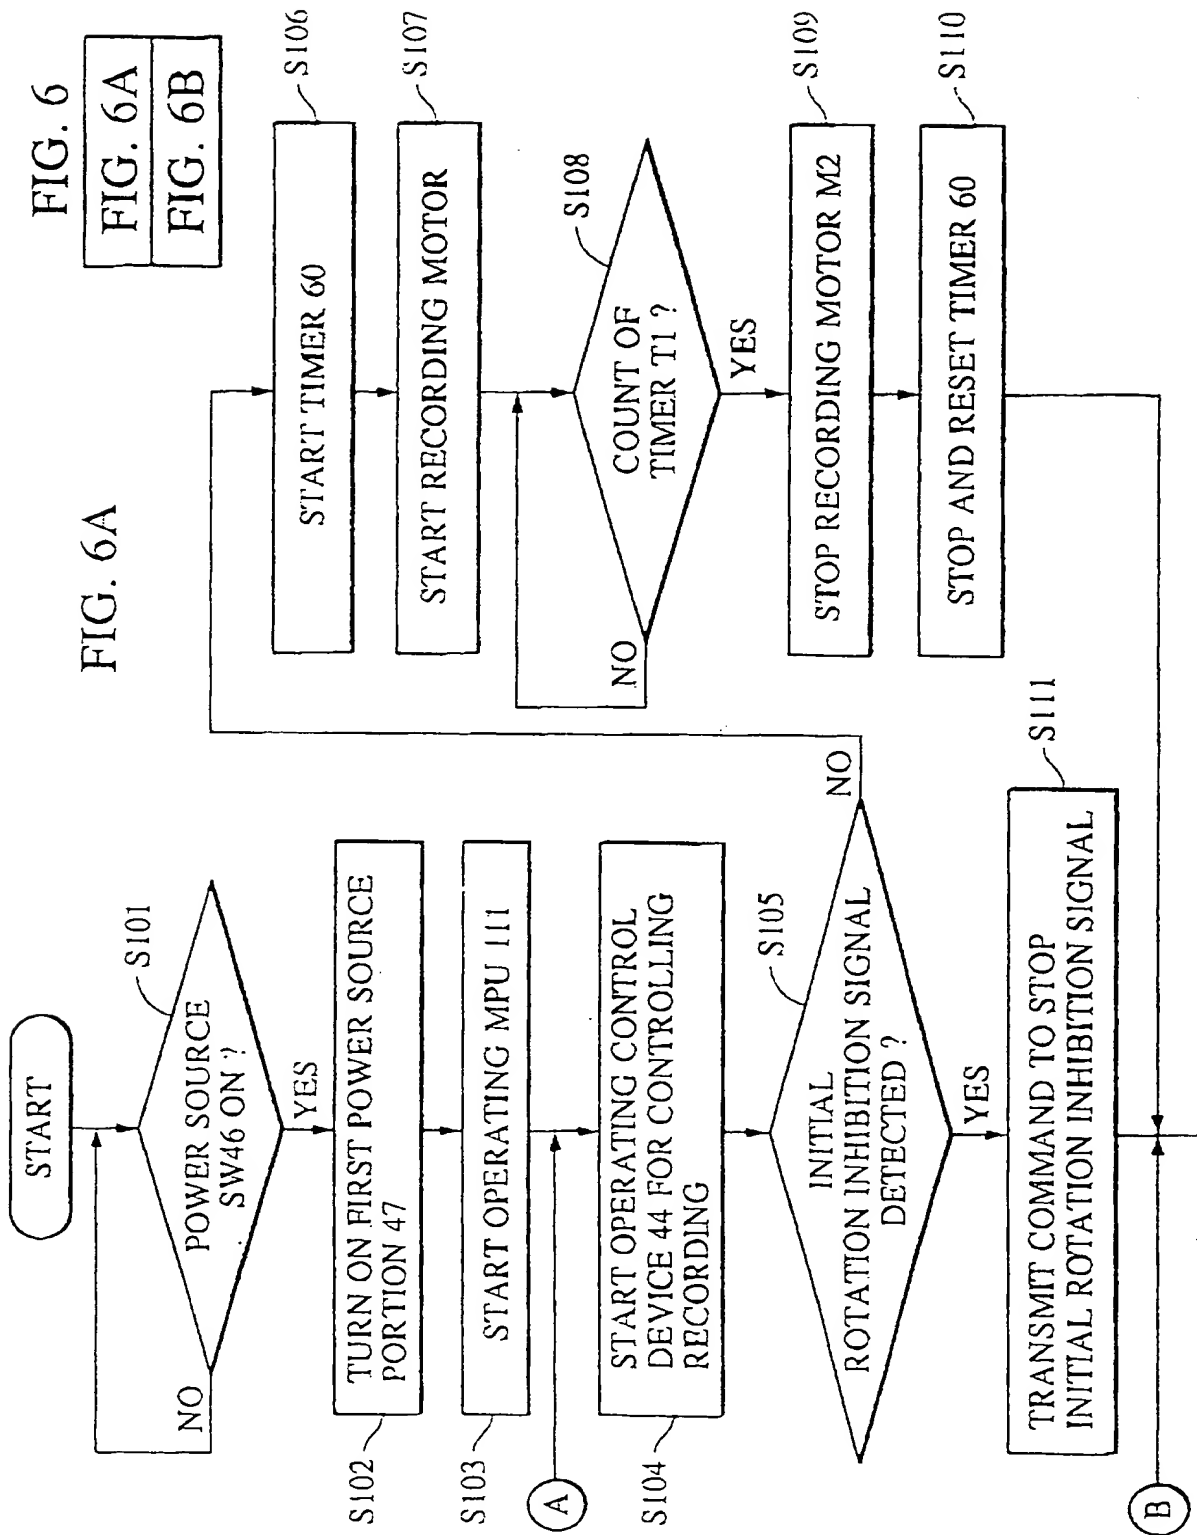 FIG. 6
FIG. 6A
FIG. 6B
FIG. 6A
START
S101
POWER SOURCE
SW46 ON ?
NO
YES
S102
TURN ON FIRST POWER SOURCE
PORTION 47
S103
START OPERATING MPU 111
A
S104
START OPERATING CONTROL
DEVICE 44 FOR CONTROLLING
RECORDING
S105
INITIAL
ROTATION INHIBITION SIGNAL
DETECTED ?
NO
YES
S111
TRANSMIT COMMAND TO STOP
INITIAL ROTATION INHIBITION SIGNAL
B
S106
START TIMER 60
S107
START RECORDING MOTOR
S108
COUNT OF
TIMER T1 ?
NO
YES
S109
STOP RECORDING MOTOR M2
S110
STOP AND RESET TIMER 60